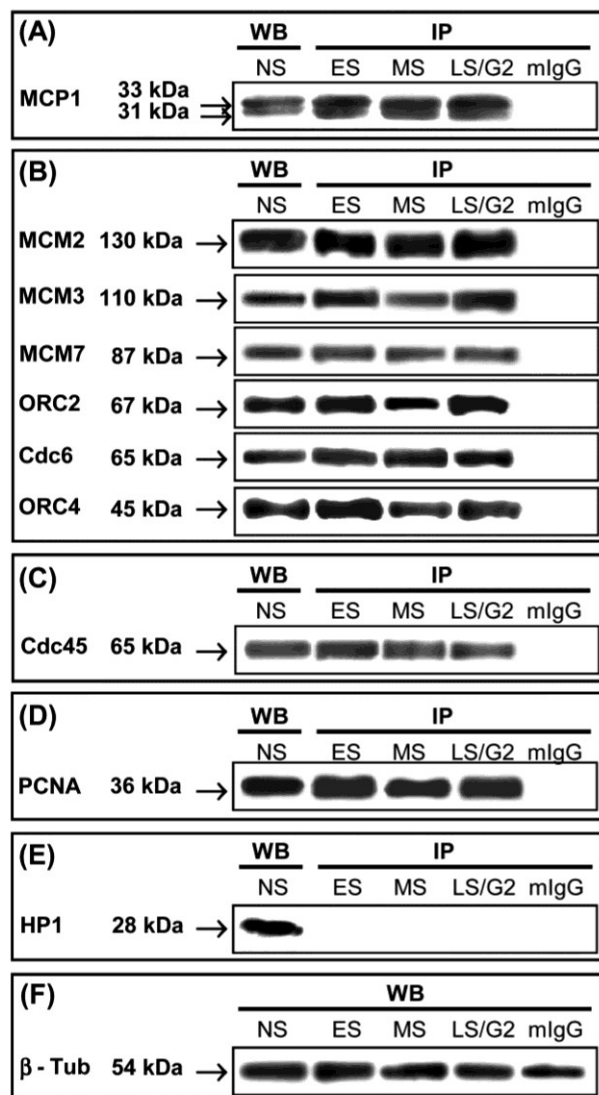 (A) WB IP
NS ES MS LS/G2 mIgG
MCP1 33 kDa
31 kDa
(B) WB IP
NS ES MS LS/G2 mIgG
MCM2 130 kDa
MCM3 110 kDa
MCM7 87 kDa
ORC2 67 kDa
Cdc6 65 kDa
ORC4 45 kDa
(C) WB IP
NS ES MS LS/G2 mIgG
Cdc45 65 kDa
(D) WB IP
NS ES MS LS/G2 mIgG
PCNA 36 kDa
(E) WB IP
NS ES MS LS/G2 mIgG
HP1 28 kDa
(F) WB
NS ES MS LS/G2 mIgG
β - Tub 54 kDa